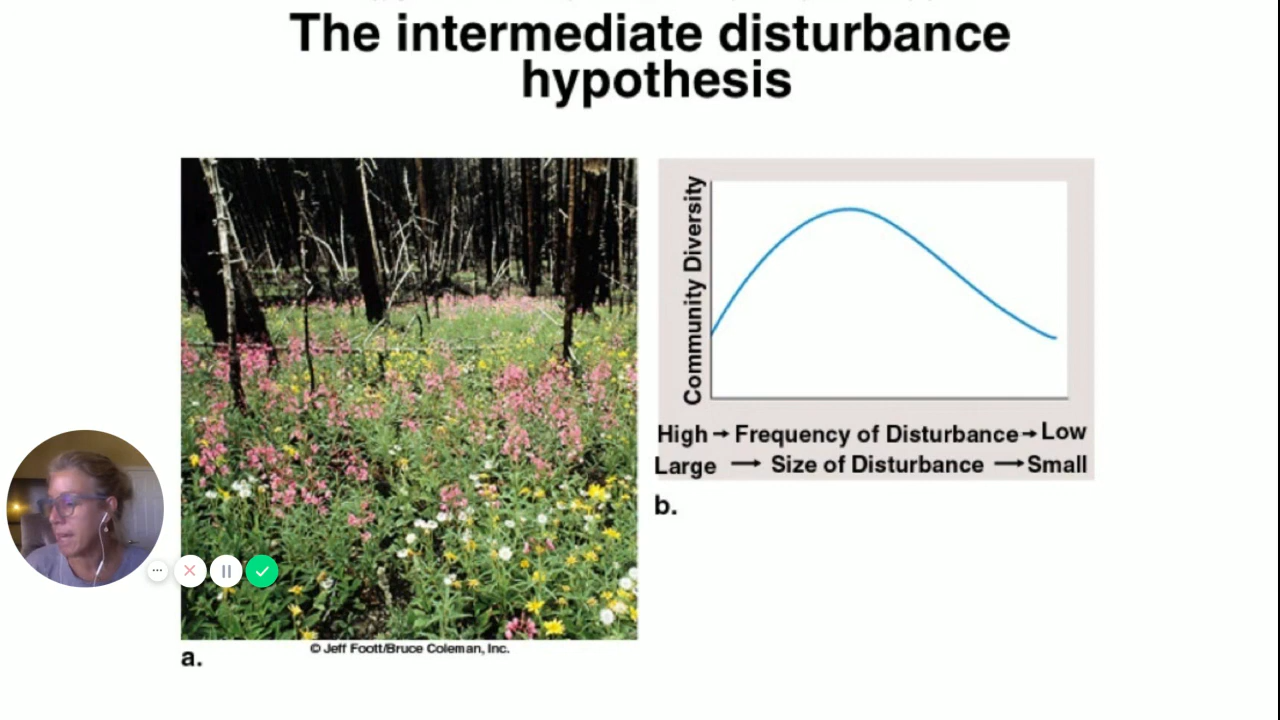 The intermediate disturbance
hypothesis
Community Diversity
High → Frequency of Disturbance → Low
Large → Size of Disturbance → Small
b.
© Jeff Foott/Bruce Coleman, Inc.
a.